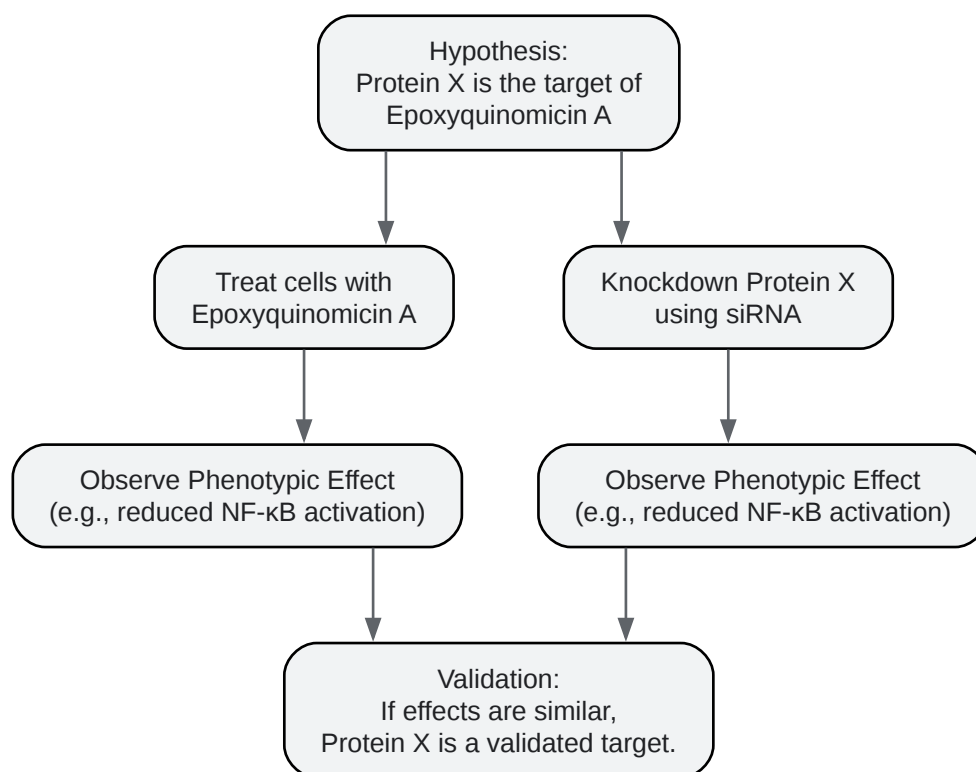 Hypothesis:
Protein X is the target of
Epoxyquinomicin A
Treat cells with
Epoxyquinomicin A
Knockdown Protein X
using siRNA
Observe Phenotypic Effect
(e.g., reduced NF-κB activation)
Observe Phenotypic Effect
(e.g., reduced NF-κB activation)
Validation:
If effects are similar,
Protein X is a validated target.